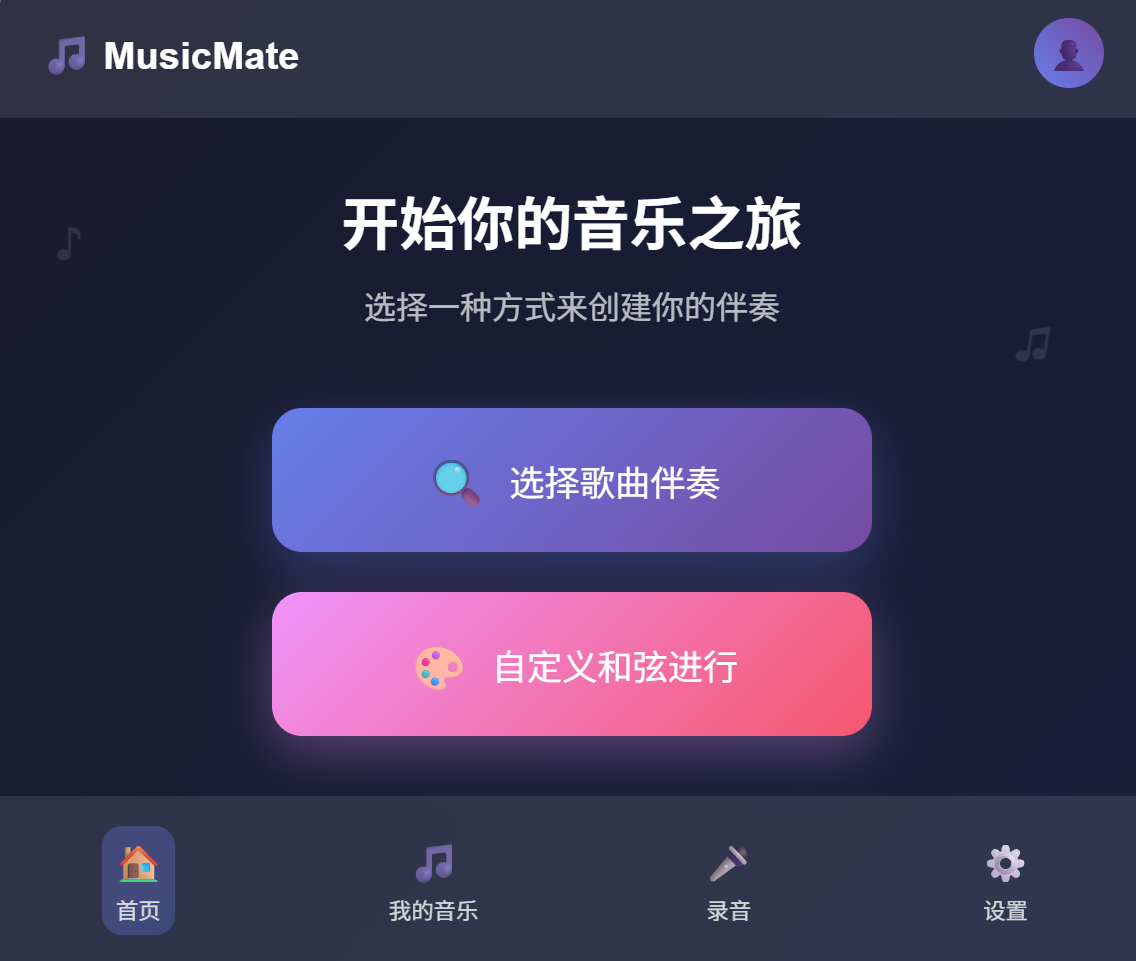 MusicMate
开始你的音乐之旅
选择一种方式来创建你的伴奏
选择歌曲伴奏
自定义和弦进行
首页
我的音乐
录音
设置